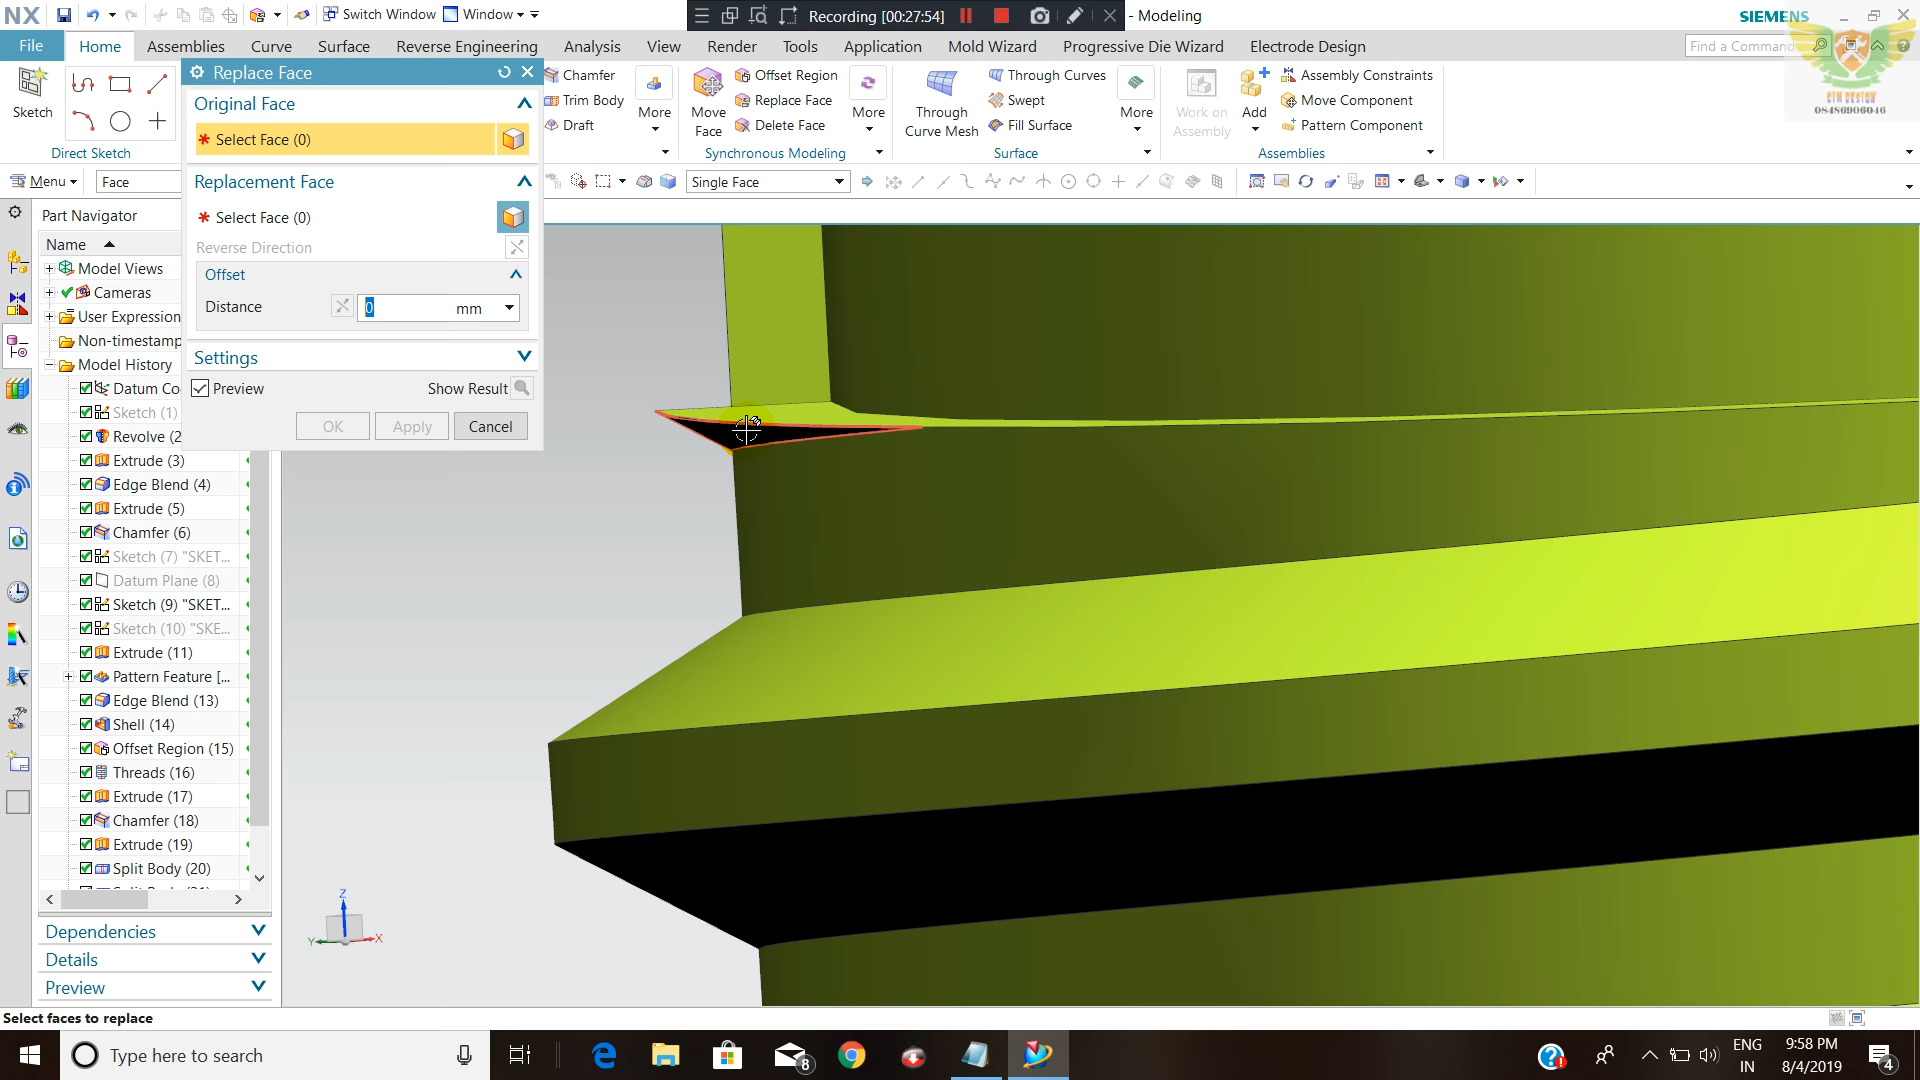 NX
Switch Window
Window
Recording [00:27:54]
- Modeling
SIEMENS
File
Home
Assemblies
Curve
Surface
Reverse Engineering
Analysis
View
Render
Tools
Application
Mold Wizard
Progressive Die Wizard
Electrode Design
Find a Command
Sketch
Direct Sketch
Chamfer
Trim Body
Draft
More
Move Face
Offset Region
Replace Face
Delete Face
More
Synchronous Modeling
Through Curve Mesh
Through Curves
Swept
Fill Surface
More
Surface
Work on Assembly
Add
Assembly Constraints
Move Component
Pattern Component
Assemblies
CTM DESIGN
08486906046
Menu
Face
Single Face
Replace Face
Original Face
* Select Face (0)
Replacement Face
* Select Face (0)
Reverse Direction
Offset
Distance
0
mm
Settings
Preview
Show Result
OK
Apply
Cancel
Part Navigator
Name
Model Views
Cameras
User Expression
Non-timestamp
Model History
Datum Co
Sketch (1)
Revolve (2
Extrude (3)
Edge Blend (4)
Extrude (5)
Chamfer (6)
Sketch (7) "SKET...
Datum Plane (8)
Sketch (9) "SKET...
Sketch (10) "SKE...
Extrude (11)
Pattern Feature [...
Edge Blend (13)
Shell (14)
Offset Region (15)
Threads (16)
Extrude (17)
Chamfer (18)
Extrude (19)
Split Body (20)
Dependencies
Details
Preview
Z
Y
X
Select faces to replace
Type here to search
8
ENG
IN
9:58 PM
8/4/2019
4